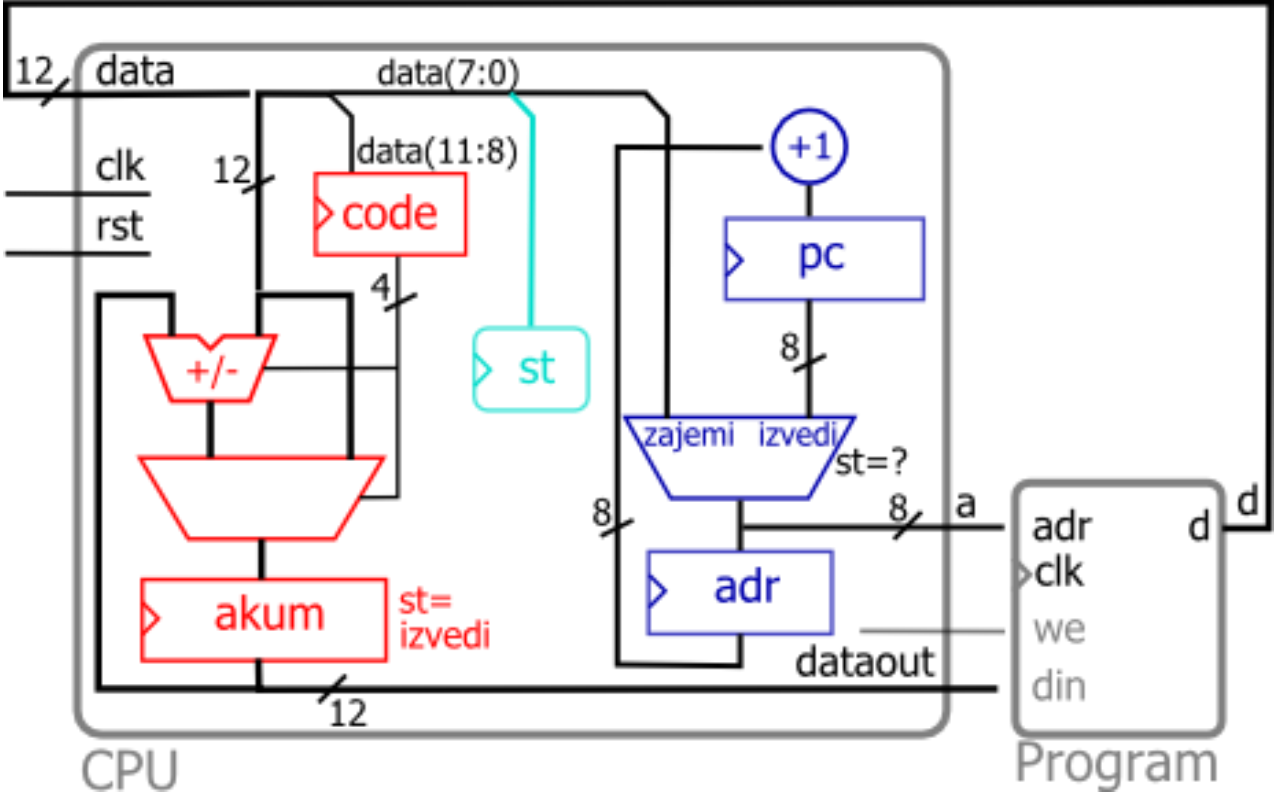 12
data
data(7:0)
clk
12
data(11:8)
+1
rst
code
pc
4
8
+/-
st
zajemi izvedi
st=?
8
8
a
d
adr
d
clk
akum
st=
izvedi
adr
we
dataout
din
12
CPU
Program